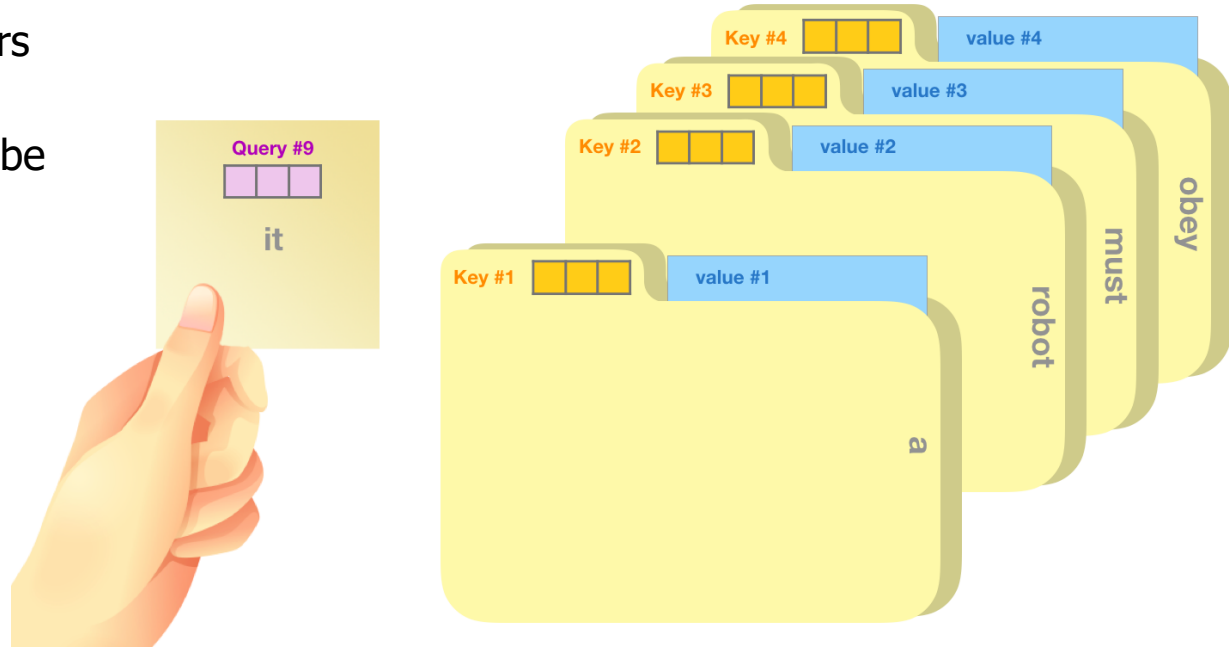 rs
be
Query #9
it
Key #4 value #4
Key #3 value #3
Key #2 value #2
Key #1 value #1
obey
must
robot
a